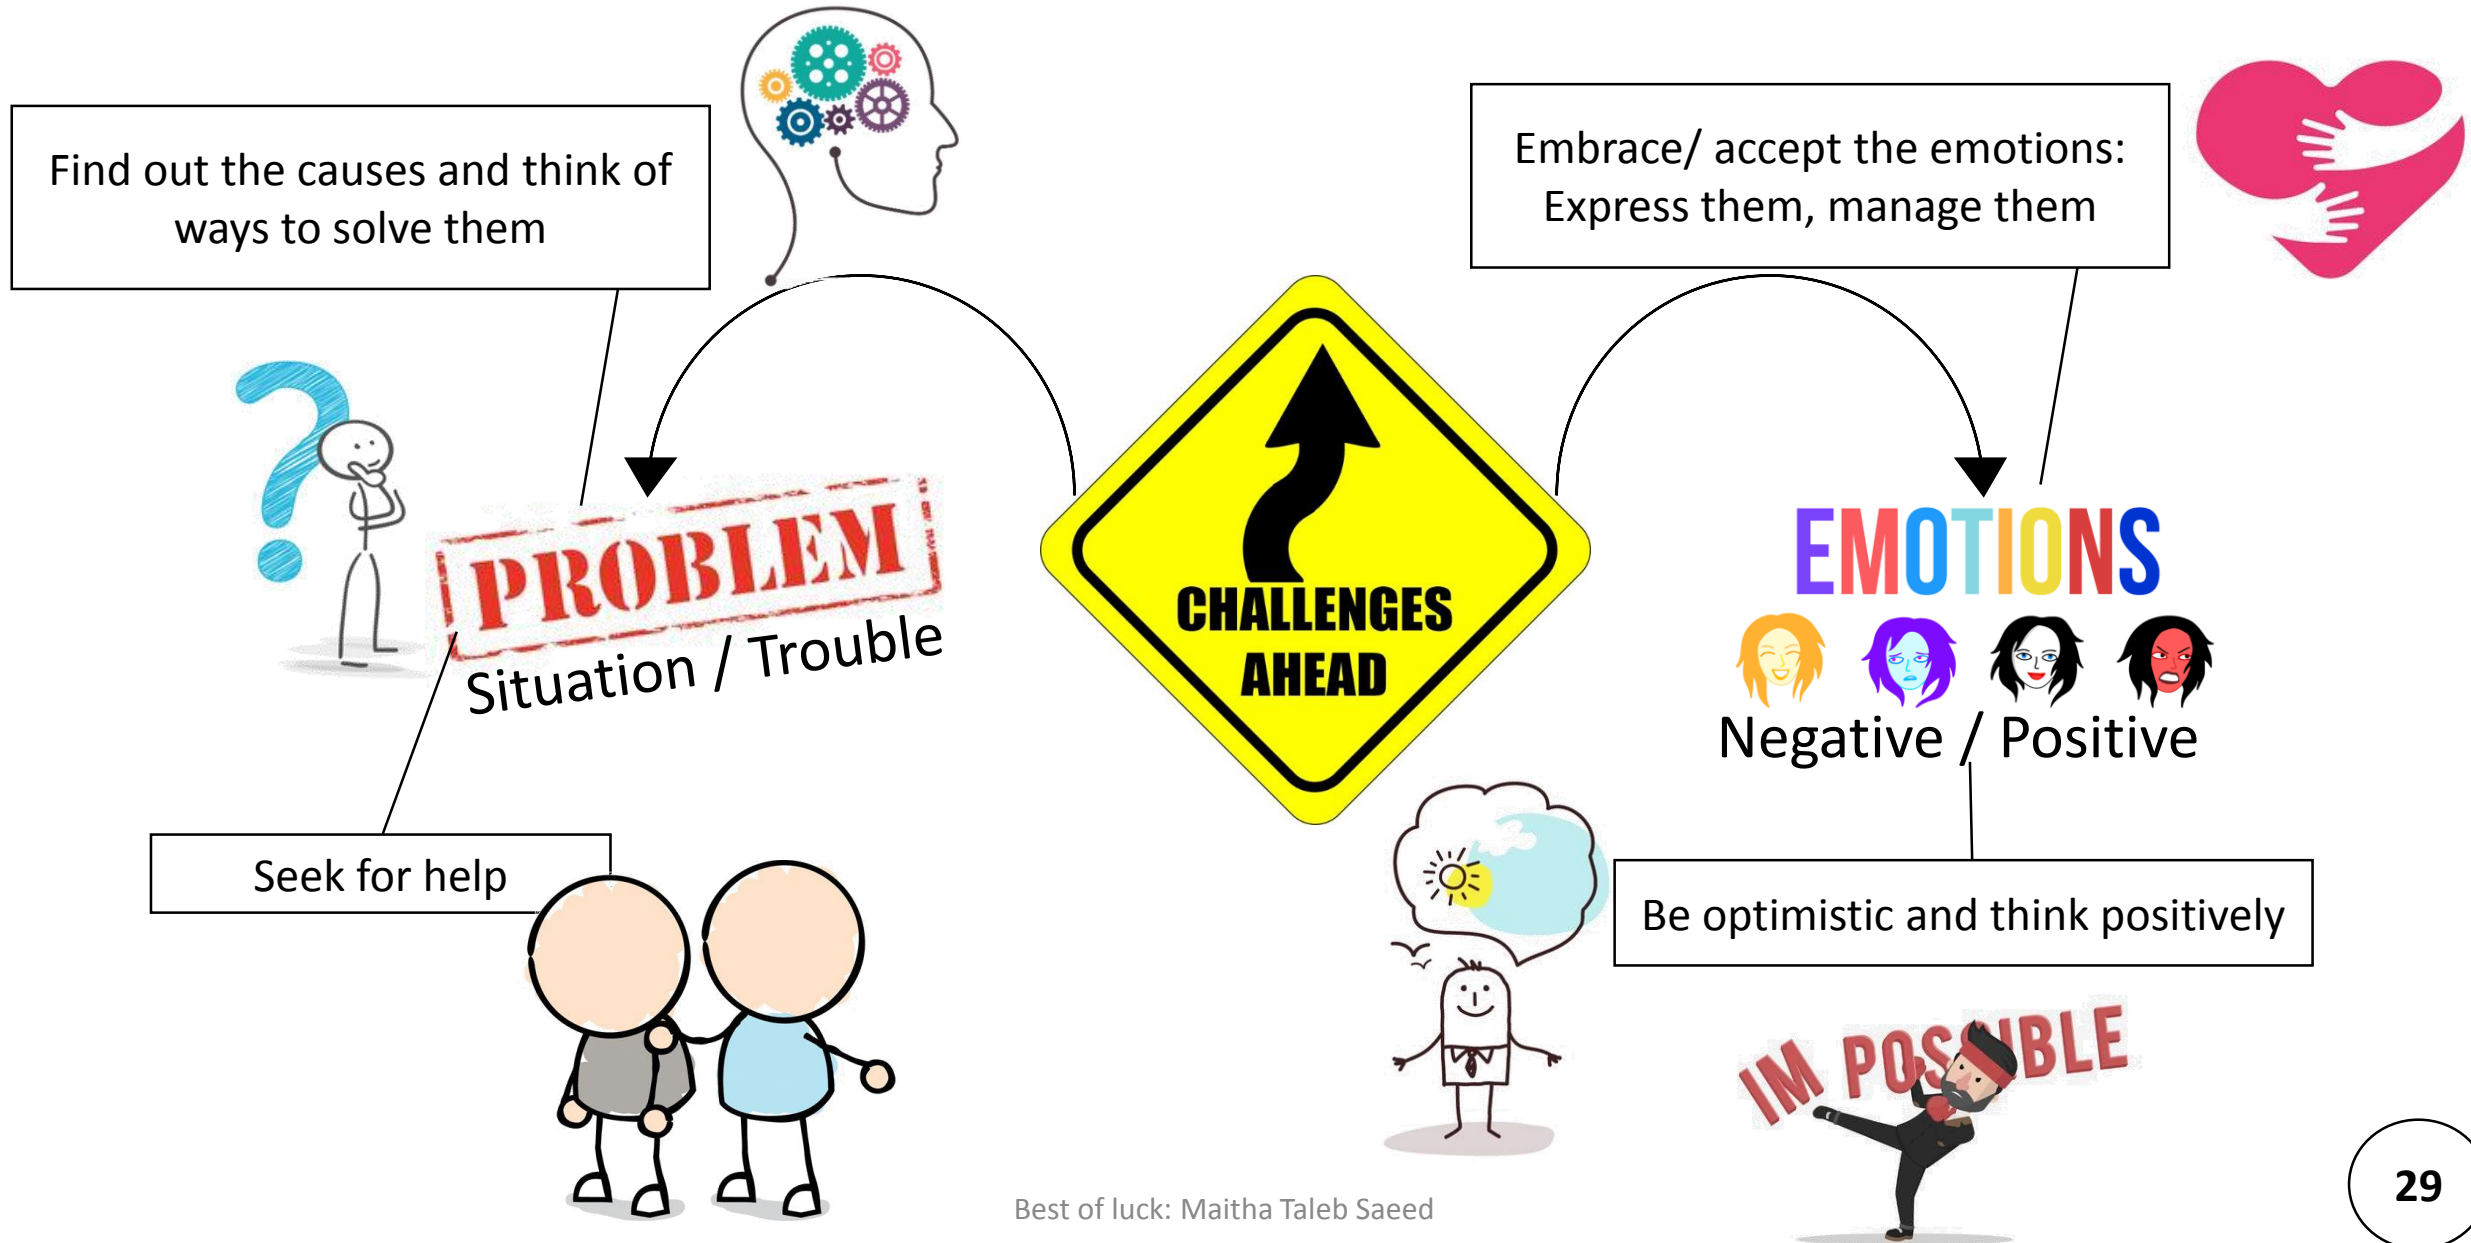 Find out the causes and think of
ways to solve them
Embrace/ accept the emotions:
Express them, manage them
PROBLEM
Situation / Trouble
CHALLENGES
AHEAD
EMOTIONS
Negative / Positive
Seek for help
Be optimistic and think positively
IM POSSIBLE
Best of luck: Maitha Taleb Saeed
29